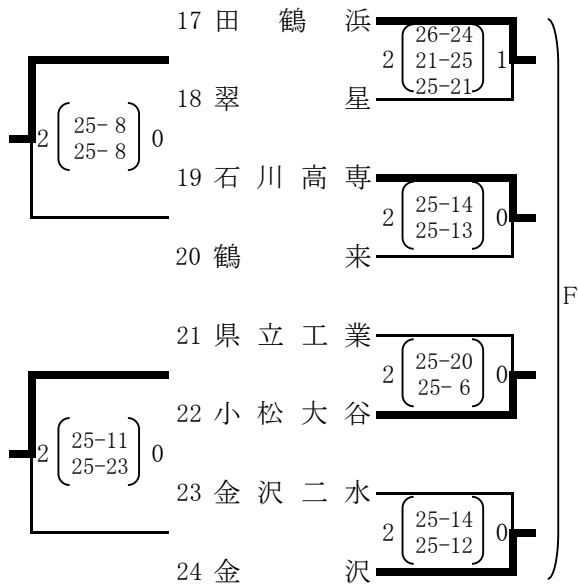 17 田鶴浜
2 26-24 1
21-25
25-21
18 翠星
2 25- 8 0
25- 8
19 石川高専
2 25-14 0
25-13
20 鶴来
F
21 県立工業
2 25-20 0
25- 6
22 小松大谷
2 25-11 0
25-23
23 金沢二水
2 25-14 0
25-12
24 金沢